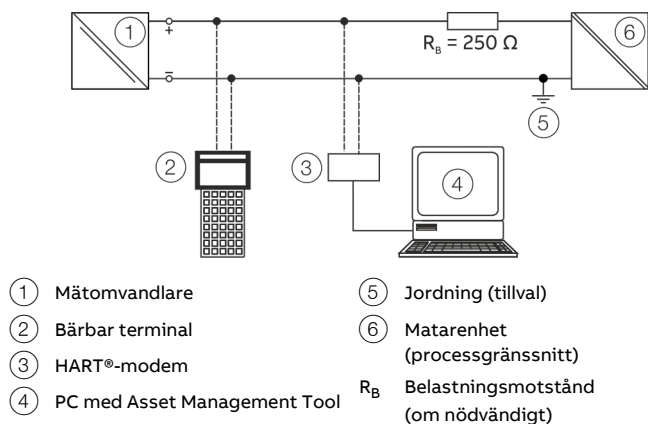 1
+
R_B = 250 Ω
6
−
5
2
3
4
1 Mätomvandlare
2 Bärbar terminal
3 HART®-modem
4 PC med Asset Management Tool
5 Jordning (tillval)
6 Matarenhet
(processgränssnitt)
R_B Belastningsmotstånd
(om nödvändigt)